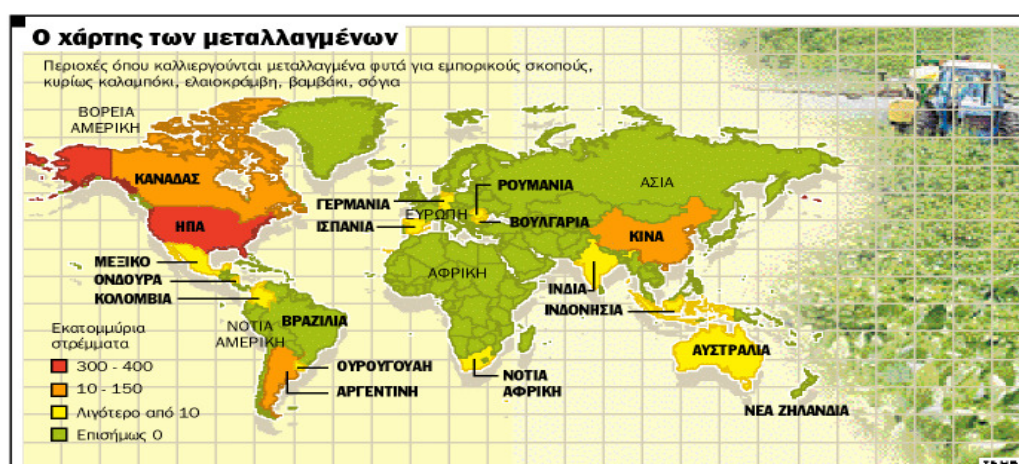 Ο χάρτης των μεταλλαγμένων
Περιοχές όπου καλλιεργούνται μεταλλαγμένα φυτά για εμπορικούς σκοπούς,
κυρίως καλαμπόκι, ελαιοκράμβη, βαμβάκι, σόγια
ΒΟΡΕΙΑ
ΑΜΕΡΙΚΗ
ΚΑΝΑΔΑΣ
ΗΠΑ
ΜΕΞΙΚΟ
ΟΝΔΟΥΡΑ
ΚΟΛΟΜΒΙΑ
ΓΕΡΜΑΝΙΑ
ΙΣΠΑΝΙΑ
ΕΥΡΩΠΗ
ΡΟΥΜΑΝΙΑ
ΒΟΥΛΓΑΡΙΑ
ΑΣΙΑ
ΚΙΝΑ
ΑΦΡΙΚΗ
ΙΝΔΙΑ
ΙΝΔΟΝΗΣΙΑ
ΒΡΑΖΙΛΙΑ
ΝΟΤΙΑ
ΑΜΕΡΙΚΗ
ΟΥΡΟΥΓΟΥΑΗ
ΑΡΓΕΝΤΙΝΗ
ΝΟΤΙΑ
ΑΦΡΙΚΗ
ΑΥΣΤΡΑΛΙΑ
ΝΕΑ ΖΗΛΑΝΔΙΑ
Εκατομμύρια
στρέμματα
300 - 400
10 - 150
Λιγότερο από 10
Επισήμως 0